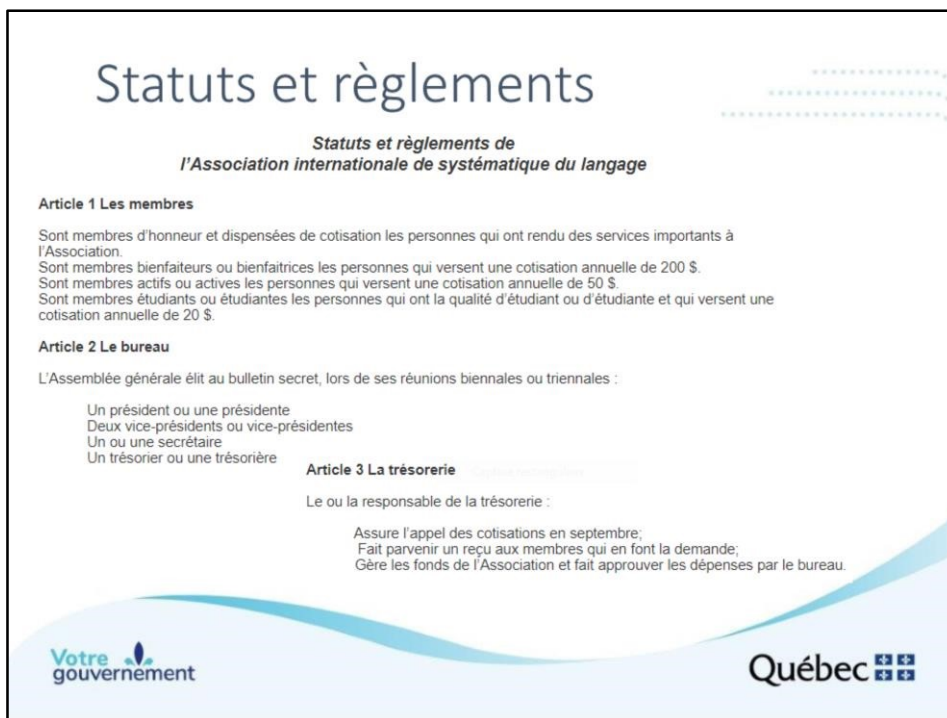 Statuts et règlements
Statuts et règlements de
l’Association internationale de systématique du langage
Article 1 Les membres
Sont membres d’honneur et dispensées de cotisation les personnes qui ont rendu des services importants à
l’Association.
Sont membres bienfaiteurs ou bienfaitrices les personnes qui versent une cotisation annuelle de 200 $.
Sont membres actifs ou actives les personnes qui versent une cotisation annuelle de 50 $.
Sont membres étudiants ou étudiantes les personnes qui ont la qualité d’étudiant ou d’étudiante et qui versent une
cotisation annuelle de 20 $.
Article 2 Le bureau
L’Assemblée générale élit au bulletin secret, lors de ses réunions biennales ou triennales :
Un président ou une présidente
Deux vice-présidents ou vice-présidentes
Un ou une secrétaire
Un trésorier ou une trésorière
Article 3 La trésorerie
Le ou la responsable de la trésorerie :
Assure l’appel des cotisations en septembre;
Fait parvenir un reçu aux membres qui en font la demande;
Gère les fonds de l’Association et fait approuver les dépenses par le bureau.
Votre
gouvernement
Québec